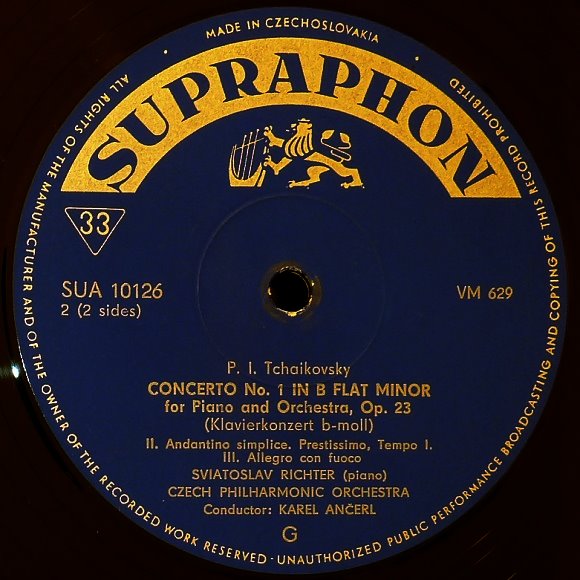 MADE IN CZECHOSLOVAKIA
ALL RIGHTS OF THE MANUFACTURER AND OF THE OWNER OF THE RECORDED WORK RESERVED - UNAUTHORIZED PUBLIC PERFORMANCE BROADCASTING AND COPYING OF THIS RECORD PROHIBITED
SUPRAPHON
33
SUA 10126
VM 629
2 (2 sides)
P. I. Tchaikovsky
CONCERTO No. 1 IN B FLAT MINOR
for Piano and Orchestra, Op. 23
(Klavierkonzert b-moll)
II. Andantino simplice. Prestissimo, Tempo I.
III. Allegro con fuoco
SVIATOSLAV RICHTER (piano)
CZECH PHILHARMONIC ORCHESTRA
Conductor: KAREL ANČERL
G